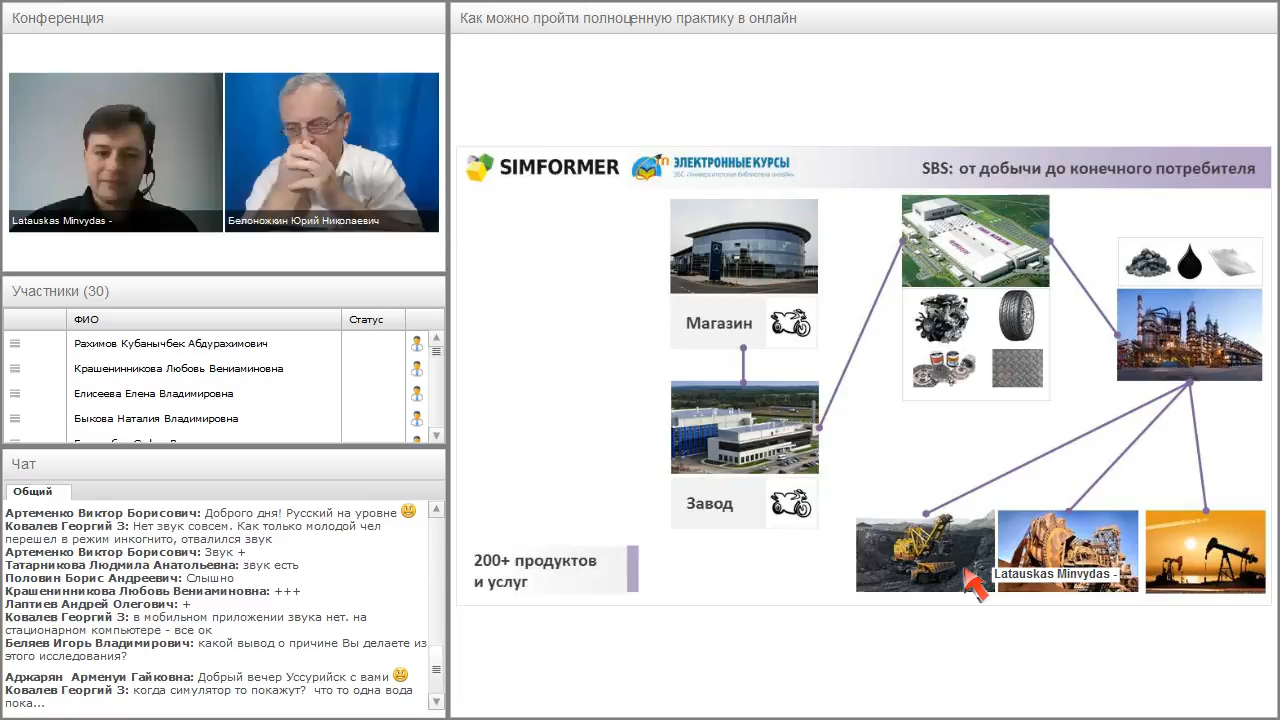 Конференция
Latauskas Minvydas -
Белоножкин Юрий Николаевич
Участники (30)
ФИО
Статус
Рахимов Кубанычбек Абдурахимович
Крашенинникова Любовь Вениаминовна
Елисеева Елена Владимировна
Быкова Наталия Владимировна
Чат
Общий
Артеменко Виктор Борисович: Доброго дня! Русский на уровне
Ковалев Георгий З: Нет звук совсем. Как только молодой чел
перешел в режим инкогнито, отвалился звук
Артеменко Виктор Борисович: Звук +
Татарникова Людмила Анатольевна: звук есть
Половин Борис Андреевич: Слышно
Крашенинникова Любовь Вениаминовна: +++
Лаптиев Андрей Олегович: +
Ковалев Георгий З: в мобильном приложении звука нет. на
стационарном компьютере - все ок
Беляев Игорь Владимирович: какой вывод о причине Вы делаете из
этого исследования?
Аджарян Арменуи Гайковна: Добрый вечер Уссурийск с вами
Ковалев Георгий З: когда симулятор то покажут? что то одна вода
пока...
Как можно пройти полноценную практику в онлайн
SIMFORMER
ЭЛЕКТРОННЫЕ КУРСЫ
ЭБС «Университетская библиотека онлайн»
SBS: от добычи до конечного потребителя
Магазин
Завод
200+ продуктов
и услуг
Latauskas Minvydas -